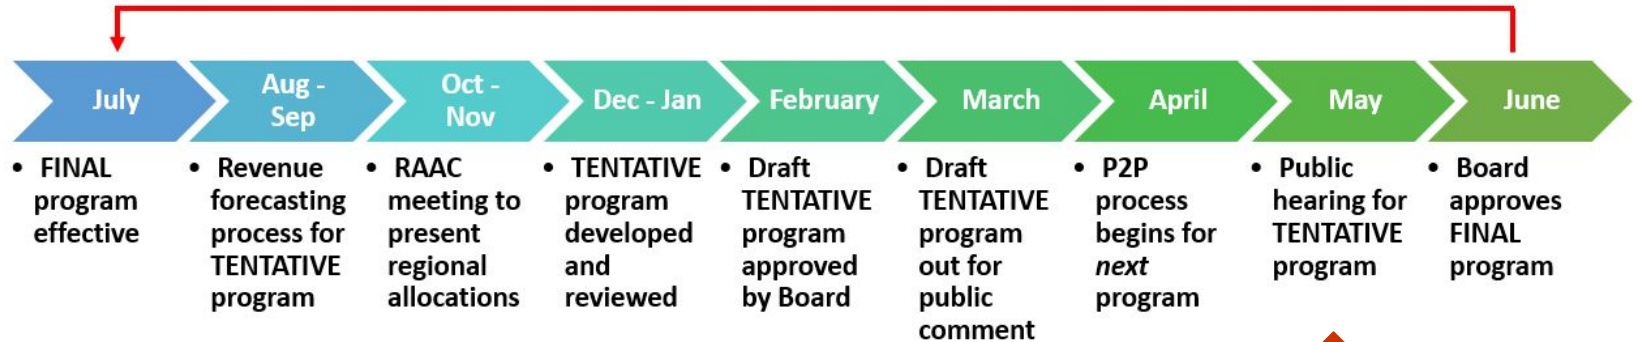 July
Aug -
Sep
Oct -
Nov
Dec - Jan
February
March
April
May
June
• FINAL
program
effective
• Revenue
forecasting
process for
TENTATIVE
program
• RAAC
meeting to
present
regional
allocations
• TENTATIVE
program
developed
and
reviewed
• Draft
TENTATIVE
program
approved
by Board
• Draft
TENTATIVE
program
out for
public
comment
• P2P
process
begins for
next
program
• Public
hearing for
TENTATIVE
program
• Board
approves
FINAL
program